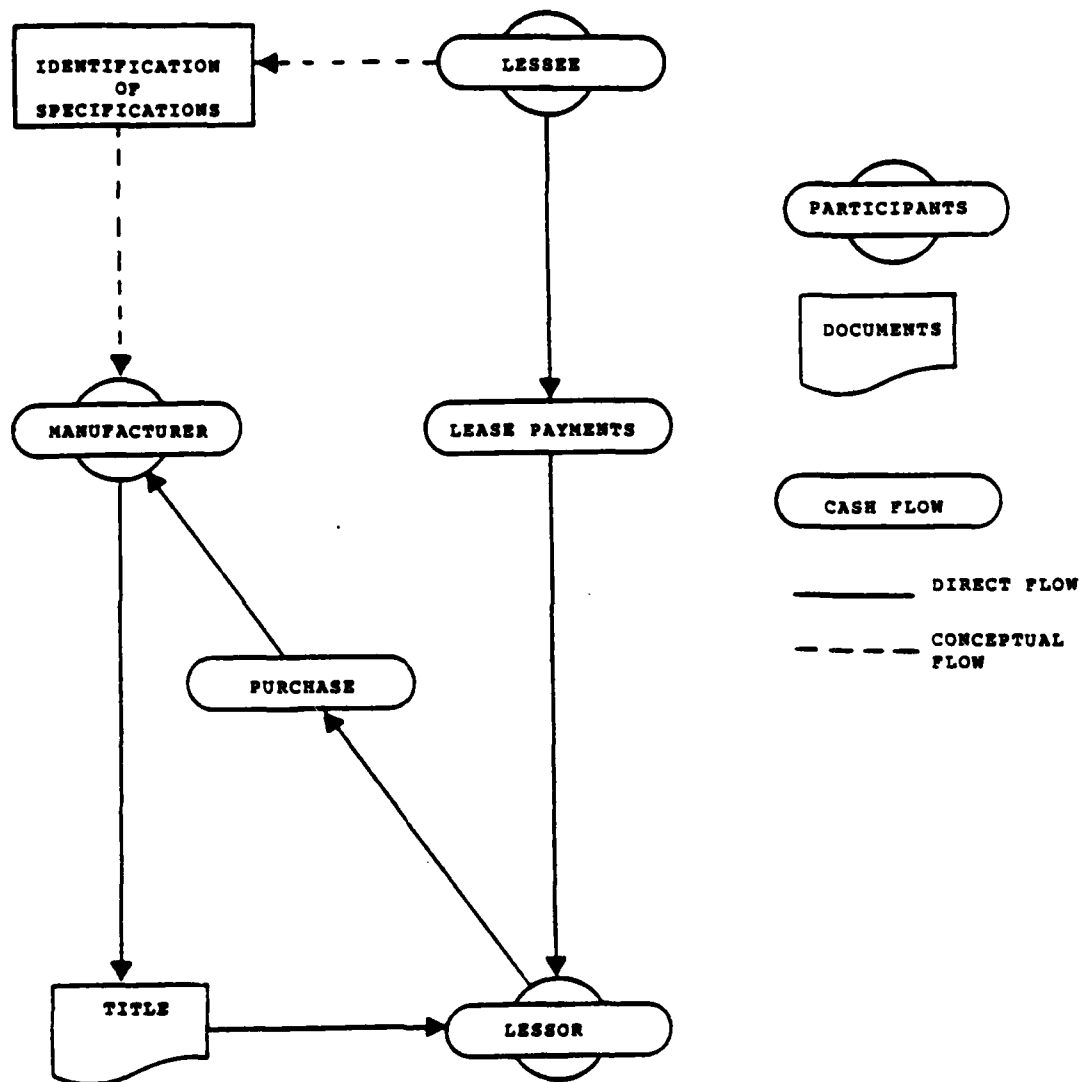 IDENTIFICATION
OF
SPECIFICATIONS
LESSEE
PARTICIPANTS
DOCUMENTS
MANUFACTURER
LEASE PAYMENTS
CASH FLOW
DIRECT FLOW
CONCEPTUAL
FLOW
PURCHASE
TITLE
LESSOR